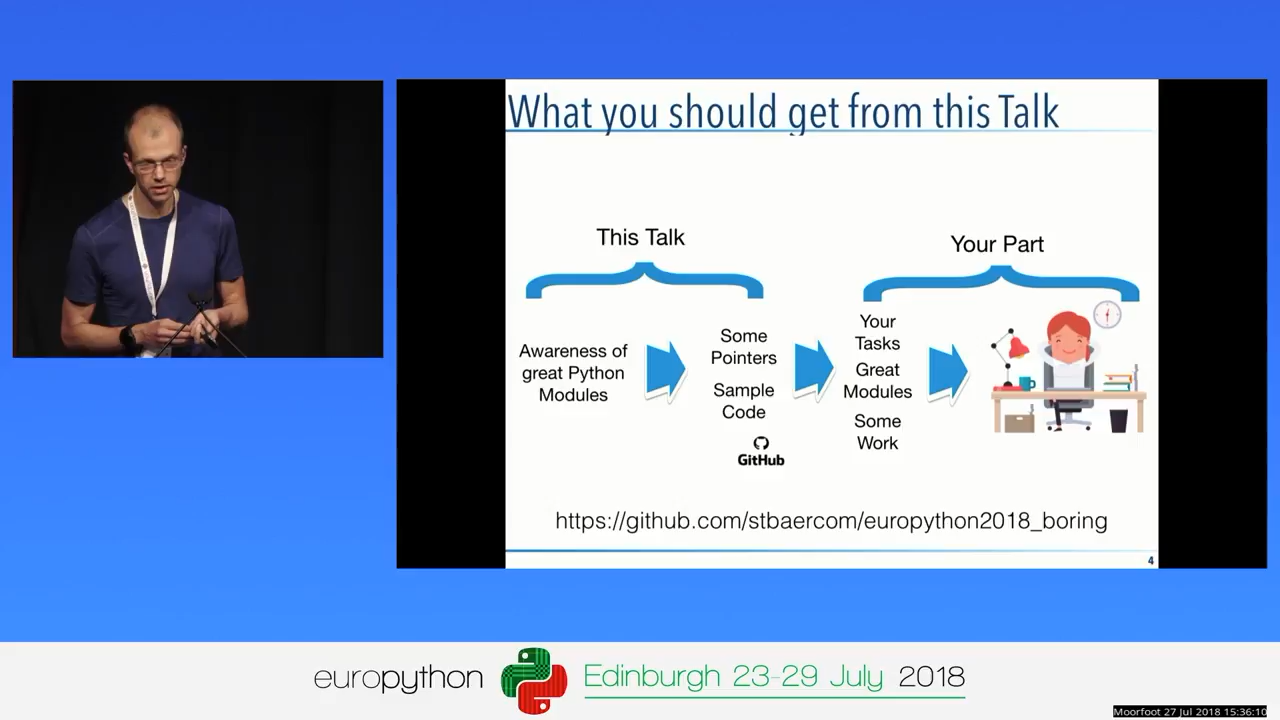 What you should get from this Talk
This Talk
Your Part
Awareness of
great Python
Modules
Some
Pointers
Sample
Code
GitHub
Your
Tasks
Great
Modules
Some
Work
https://github.com/stbaercom/europython2018_boring
4
europython
Edinburgh 23-29 July 2018
Moorfoot 27 Jul 2018 15:36:10